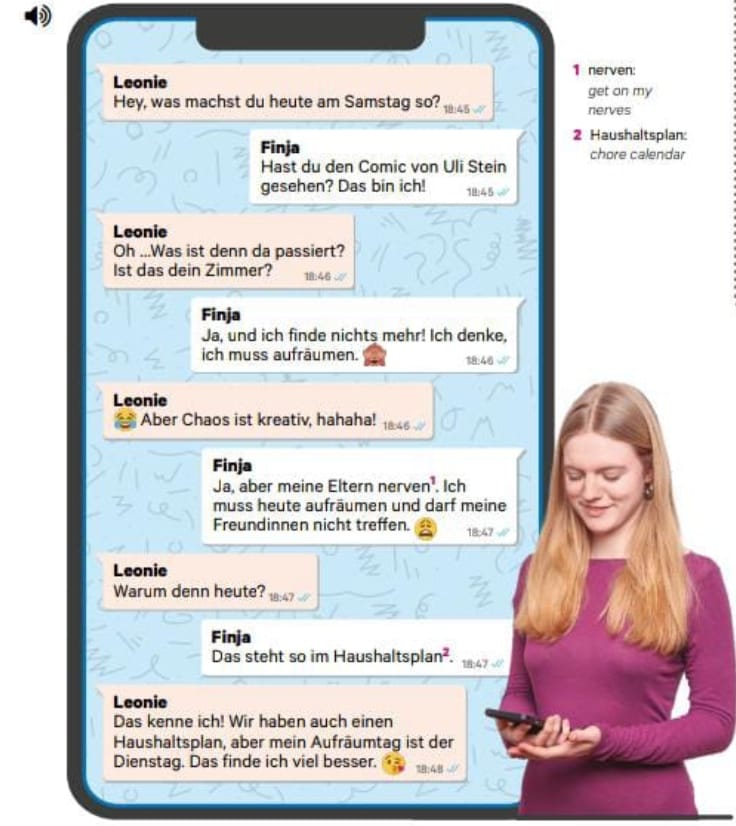 Leonie
Hey, was machst du heute am Samstag so? 18:45
Finja
Hast du den Comic von Uli Stein
gesehen? Das bin ich! 18:45
Leonie
Oh ...Was ist denn da passiert?
Ist das dein Zimmer? 18:46
Finja
Ja, und ich finde nichts mehr! Ich denke,
ich muss aufräumen. 🙈 18:46
Leonie
😂 Aber Chaos ist kreativ, hahaha! 18:46
Finja
Ja, aber meine Eltern nerven¹. Ich
muss heute aufräumen und darf meine
Freundinnen nicht treffen. 😩 18:47
Leonie
Warum denn heute? 18:47
Finja
Das steht so im Haushaltsplan². 18:47
Leonie
Das kenne ich! Wir haben auch einen
Haushaltsplan, aber mein Aufräumtag ist der
Dienstag. Das finde ich viel besser. 😘 18:48
1 nerven:
get on my
nerves
2 Haushaltsplan:
chore calendar